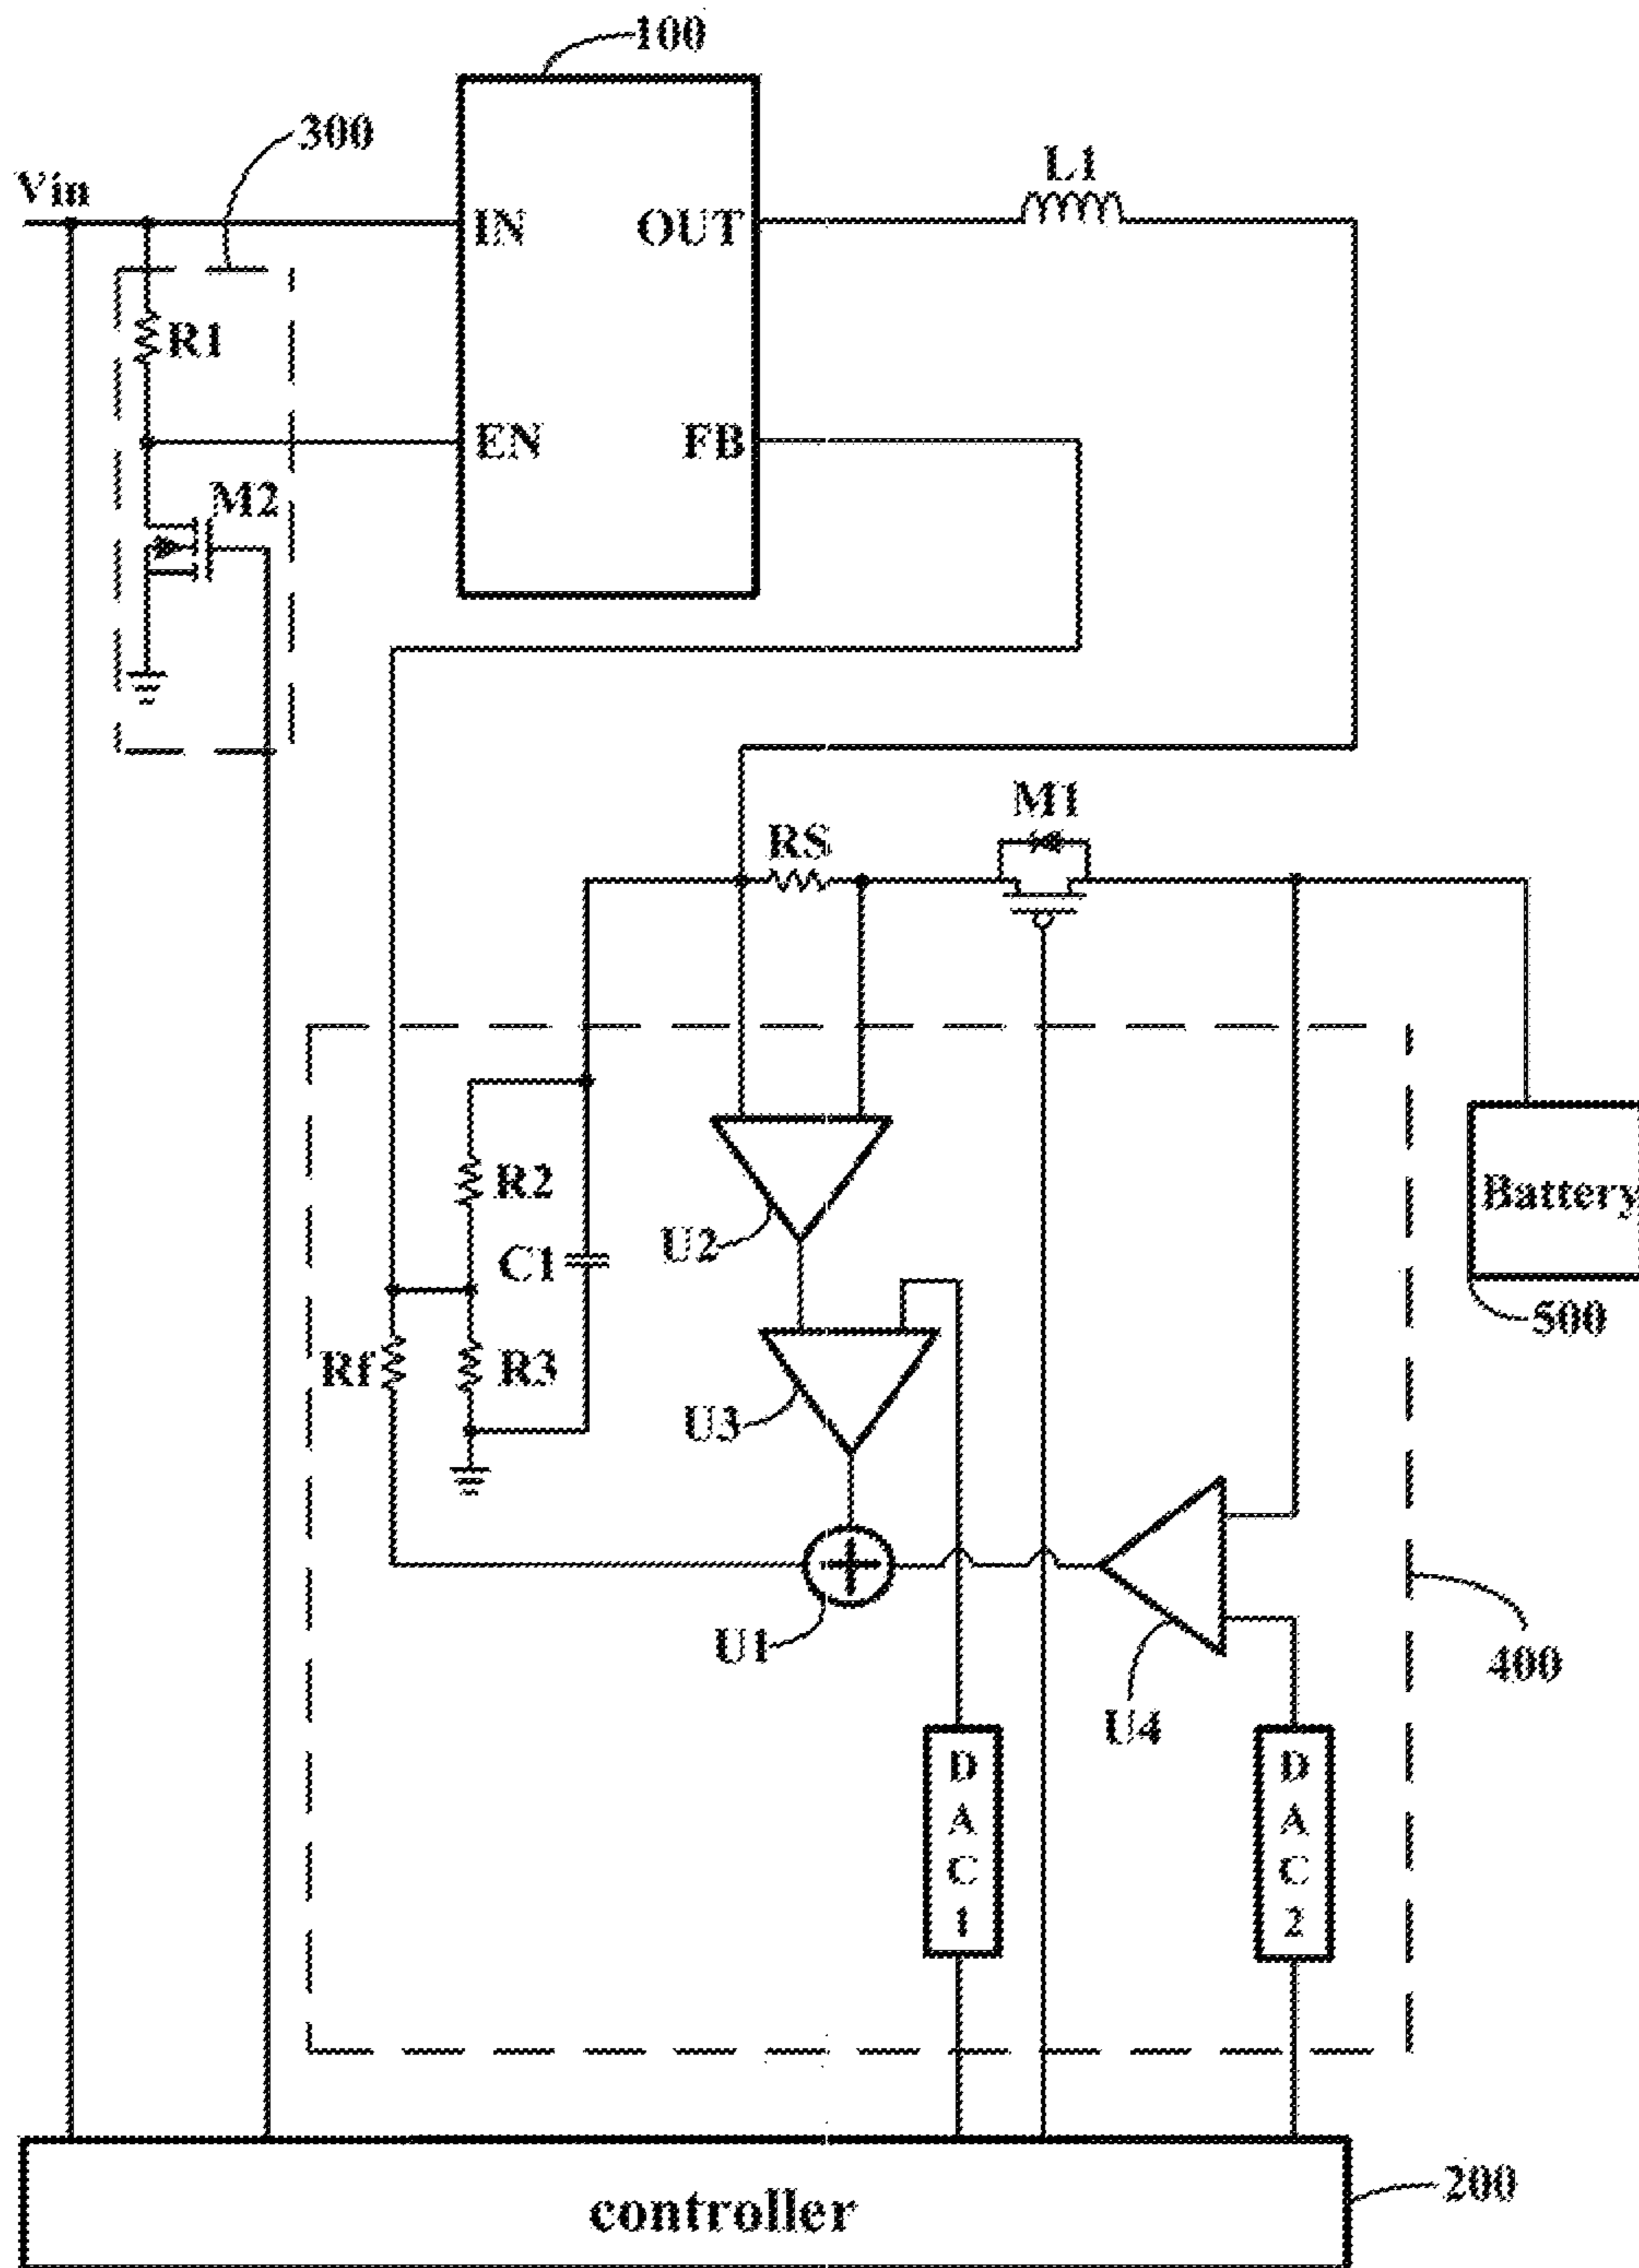 100
300
Vin
L1
IN
OUT
R1
EN
FB
M2
M1
RS
R2
U2
C1
Battery
500
Rf
R3
U3
U1
400
U4
D
A
C
1
D
A
C
2
200
controller